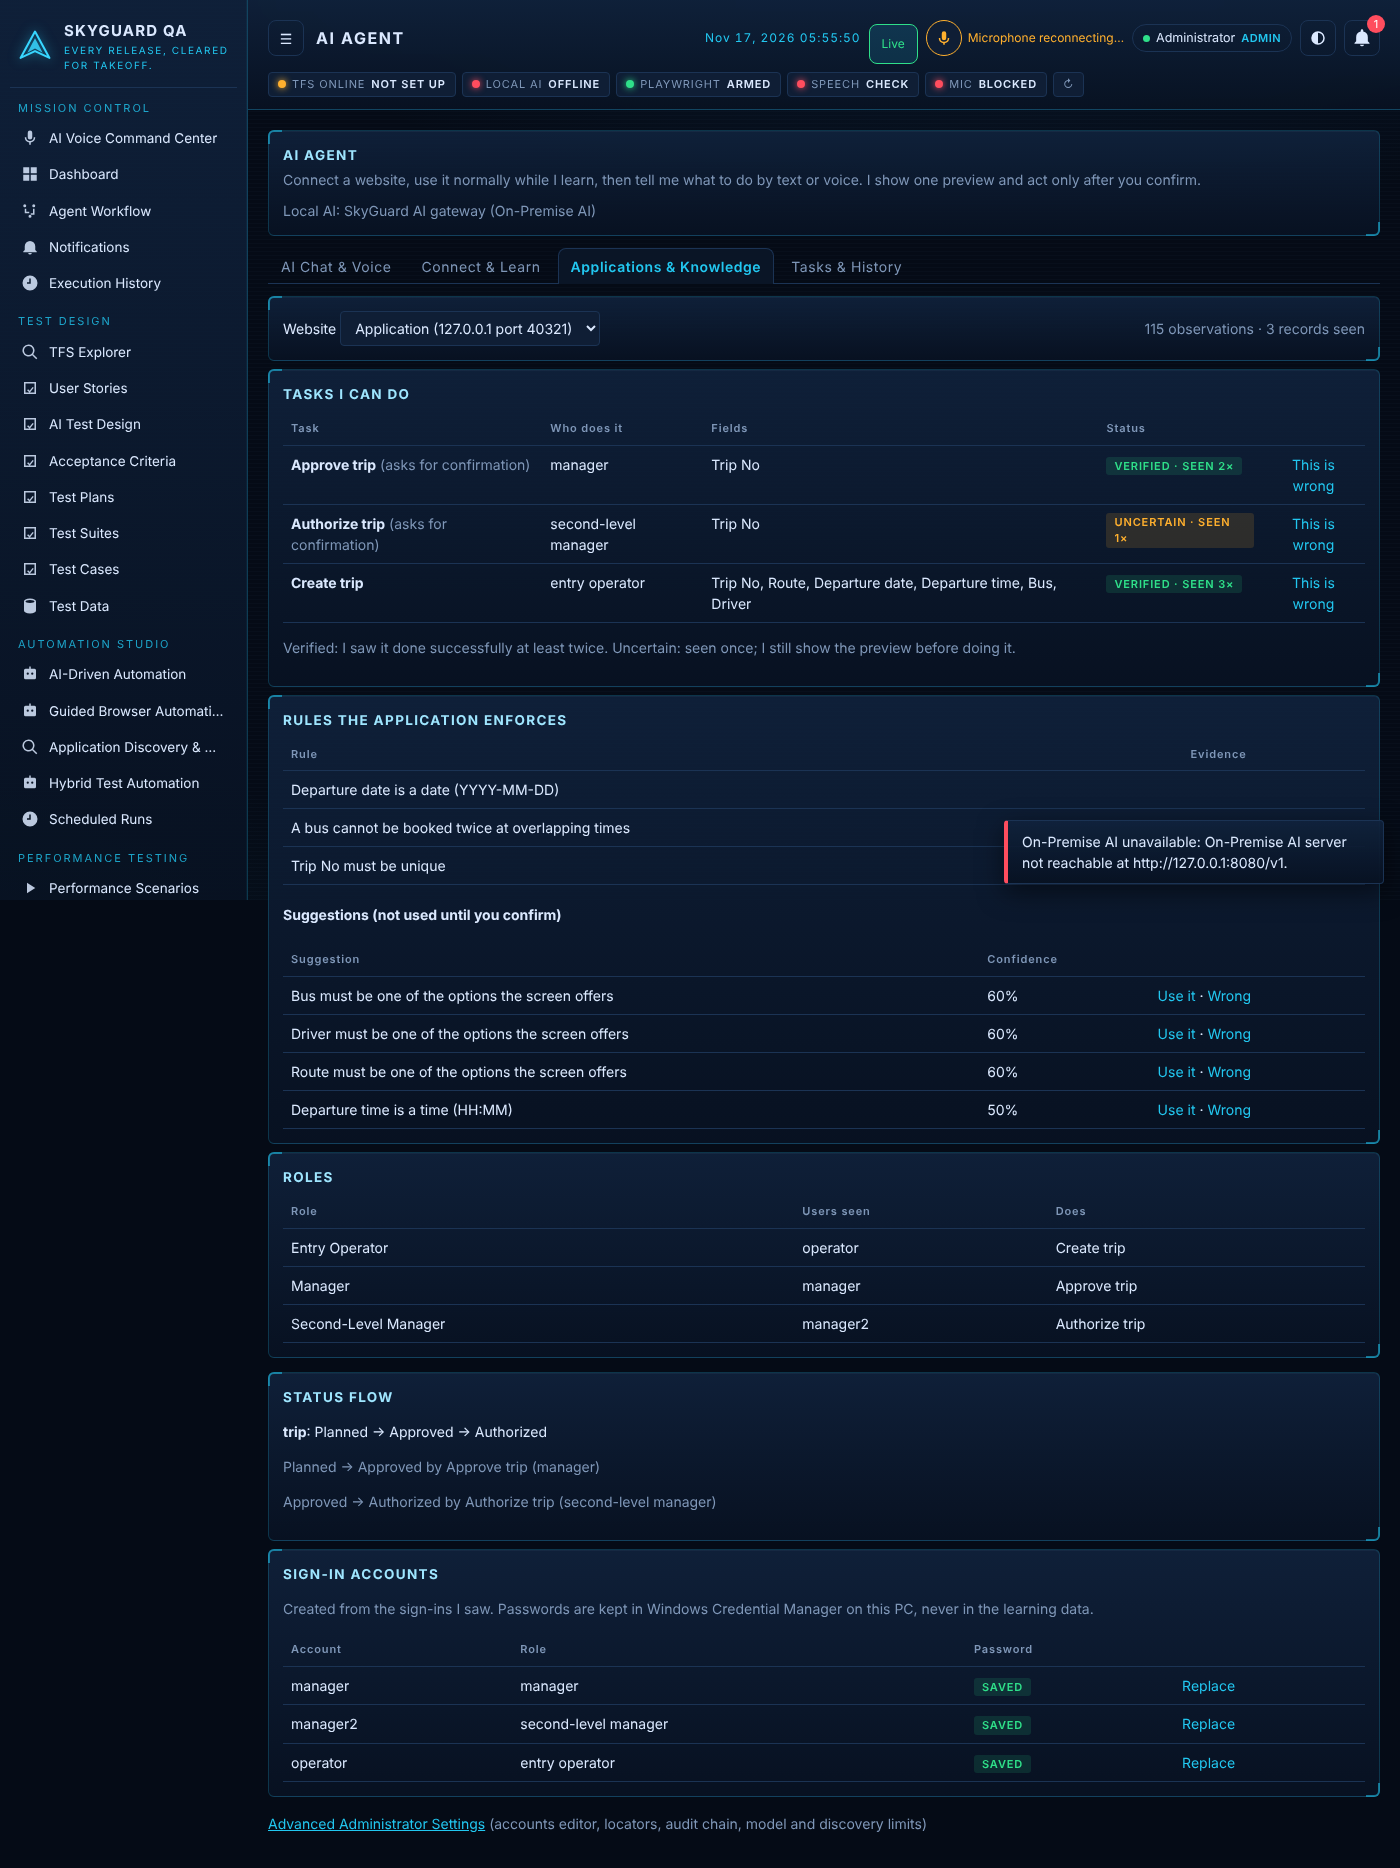 SKYGUARD QA
EVERY RELEASE, CLEARED
FOR TAKEOFF.
MISSION CONTROL
AI Voice Command Center
Dashboard
Agent Workflow
Notifications
Execution History
TEST DESIGN
TFS Explorer
User Stories
AI Test Design
Acceptance Criteria
Test Plans
Test Suites
Test Cases
Test Data
AUTOMATION STUDIO
AI-Driven Automation
Guided Browser Automati...
Application Discovery & ...
Hybrid Test Automation
Scheduled Runs
PERFORMANCE TESTING
Performance Scenarios
AI AGENT
Nov 17, 2026 05:55:50
Live
Microphone reconnecting...
Administrator ADMIN
1
TFS ONLINE NOT SET UP
LOCAL AI OFFLINE
PLAYWRIGHT ARMED
SPEECH CHECK
MIC BLOCKED
AI AGENT
Connect a website, use it normally while I learn, then tell me what to do by text or voice. I show one preview and act only after you confirm.
Local AI: SkyGuard AI gateway (On-Premise AI)
AI Chat & Voice
Connect & Learn
Applications & Knowledge
Tasks & History
Website Application (127.0.0.1 port 40321)
115 observations · 3 records seen
TASKS I CAN DO
Task Who does it Fields Status
Approve trip (asks for confirmation) manager Trip No VERIFIED · SEEN 2× This is
wrong
Authorize trip (asks for second-level Trip No UNCERTAIN · SEEN This is
confirmation) manager 1× wrong
Create trip entry operator Trip No, Route, Departure date, Departure time, Bus, VERIFIED · SEEN 3× This is
Driver wrong
Verified: I saw it done successfully at least twice. Uncertain: seen once; I still show the preview before doing it.
RULES THE APPLICATION ENFORCES
Rule Evidence
Departure date is a date (YYYY-MM-DD)
A bus cannot be booked twice at overlapping times
Trip No must be unique
On-Premise AI unavailable: On-Premise AI server
not reachable at http://127.0.0.1:8080/v1.
Suggestions (not used until you confirm)
Suggestion Confidence
Bus must be one of the options the screen offers 60% Use it · Wrong
Driver must be one of the options the screen offers 60% Use it · Wrong
Route must be one of the options the screen offers 60% Use it · Wrong
Departure time is a time (HH:MM) 50% Use it · Wrong
ROLES
Role Users seen Does
Entry Operator operator Create trip
Manager manager Approve trip
Second-Level Manager manager2 Authorize trip
STATUS FLOW
trip: Planned → Approved → Authorized
Planned → Approved by Approve trip (manager)
Approved → Authorized by Authorize trip (second-level manager)
SIGN-IN ACCOUNTS
Created from the sign-ins I saw. Passwords are kept in Windows Credential Manager on this PC, never in the learning data.
Account Role Password
manager manager SAVED Replace
manager2 second-level manager SAVED Replace
operator entry operator SAVED Replace
Advanced Administrator Settings (accounts editor, locators, audit chain, model and discovery limits)